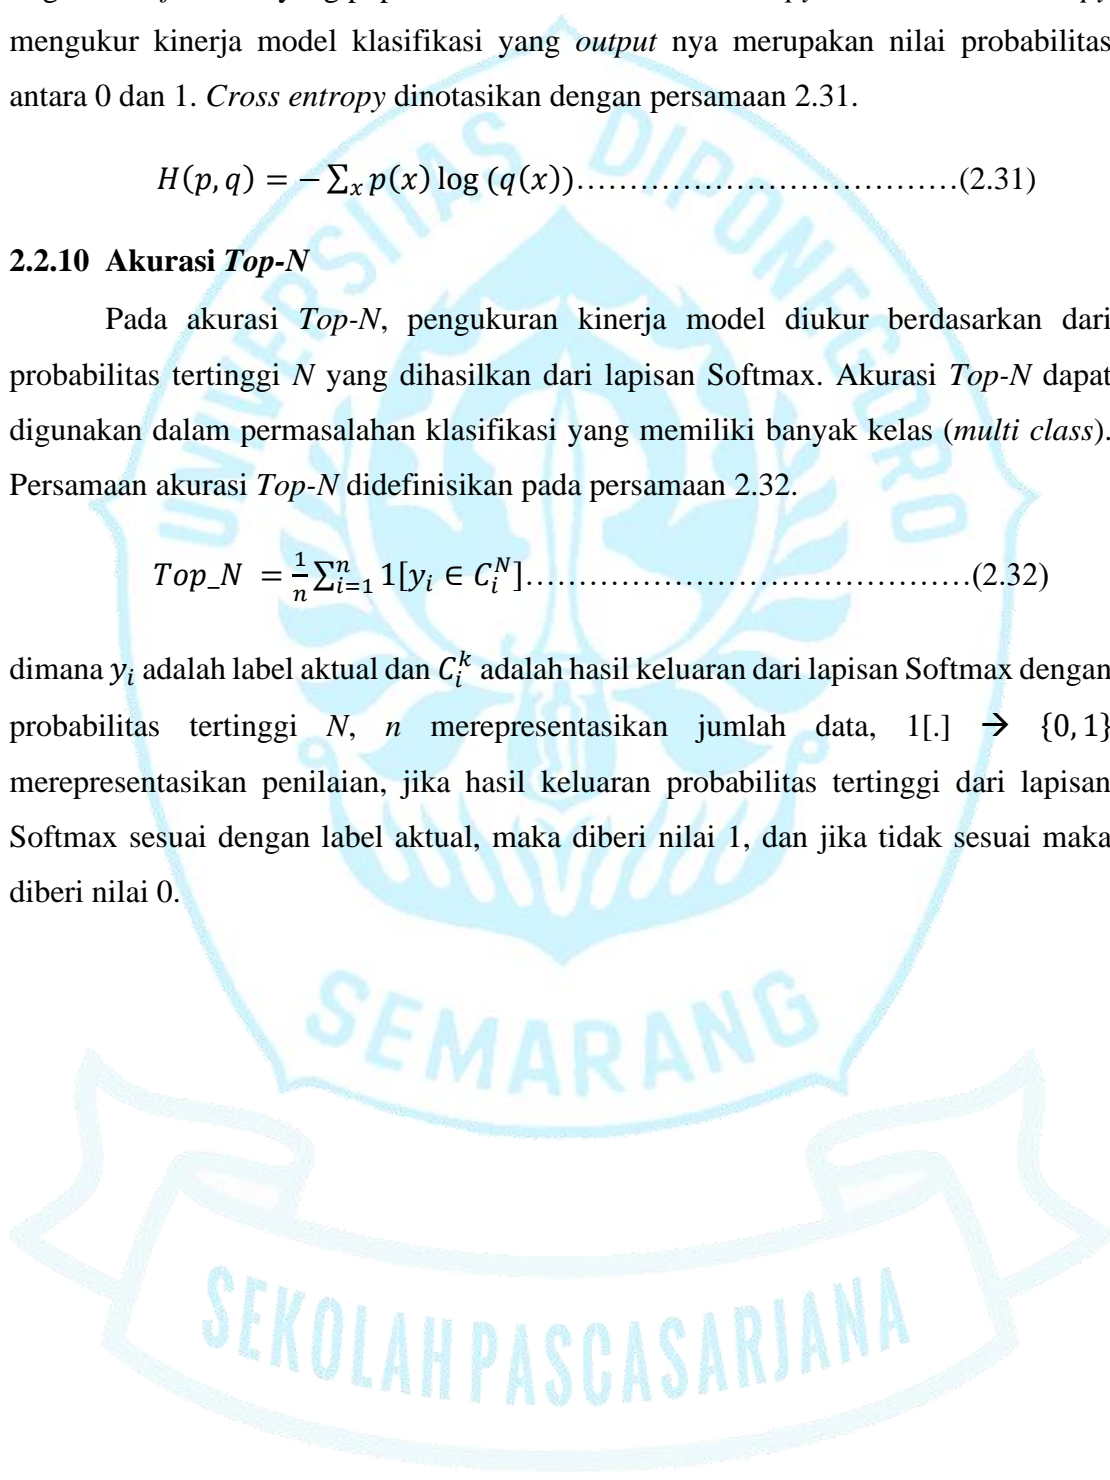 mengukur kinerja model klasifikasi yang output nya merupakan nilai probabilitas
antara 0 dan 1. Cross entropy dinotasikan dengan persamaan 2.31.
H(p, q) = − ∑ₓ p(x) log (q(x))……………………………(2.31)
2.2.10 Akurasi Top-N
Pada akurasi Top-N, pengukuran kinerja model diukur berdasarkan dari
probabilitas tertinggi N yang dihasilkan dari lapisan Softmax. Akurasi Top-N dapat
digunakan dalam permasalahan klasifikasi yang memiliki banyak kelas (multi class).
Persamaan akurasi Top-N didefinisikan pada persamaan 2.32.
Top_N = 1/n ∑ⁿᵢ₌₁ 1[yᵢ ∈ Cᵢᴺ]……………………………………(2.32)
dimana yᵢ adalah label aktual dan Cᵢᵏ adalah hasil keluaran dari lapisan Softmax dengan
probabilitas tertinggi N, n merepresentasikan jumlah data, 1[.] → {0, 1}
merepresentasikan penilaian, jika hasil keluaran probabilitas tertinggi dari lapisan
Softmax sesuai dengan label aktual, maka diberi nilai 1, dan jika tidak sesuai maka
diberi nilai 0.
UNIVERSITAS DIPONEGORO
SEMARANG
SEKOLAH PASCASARJANA